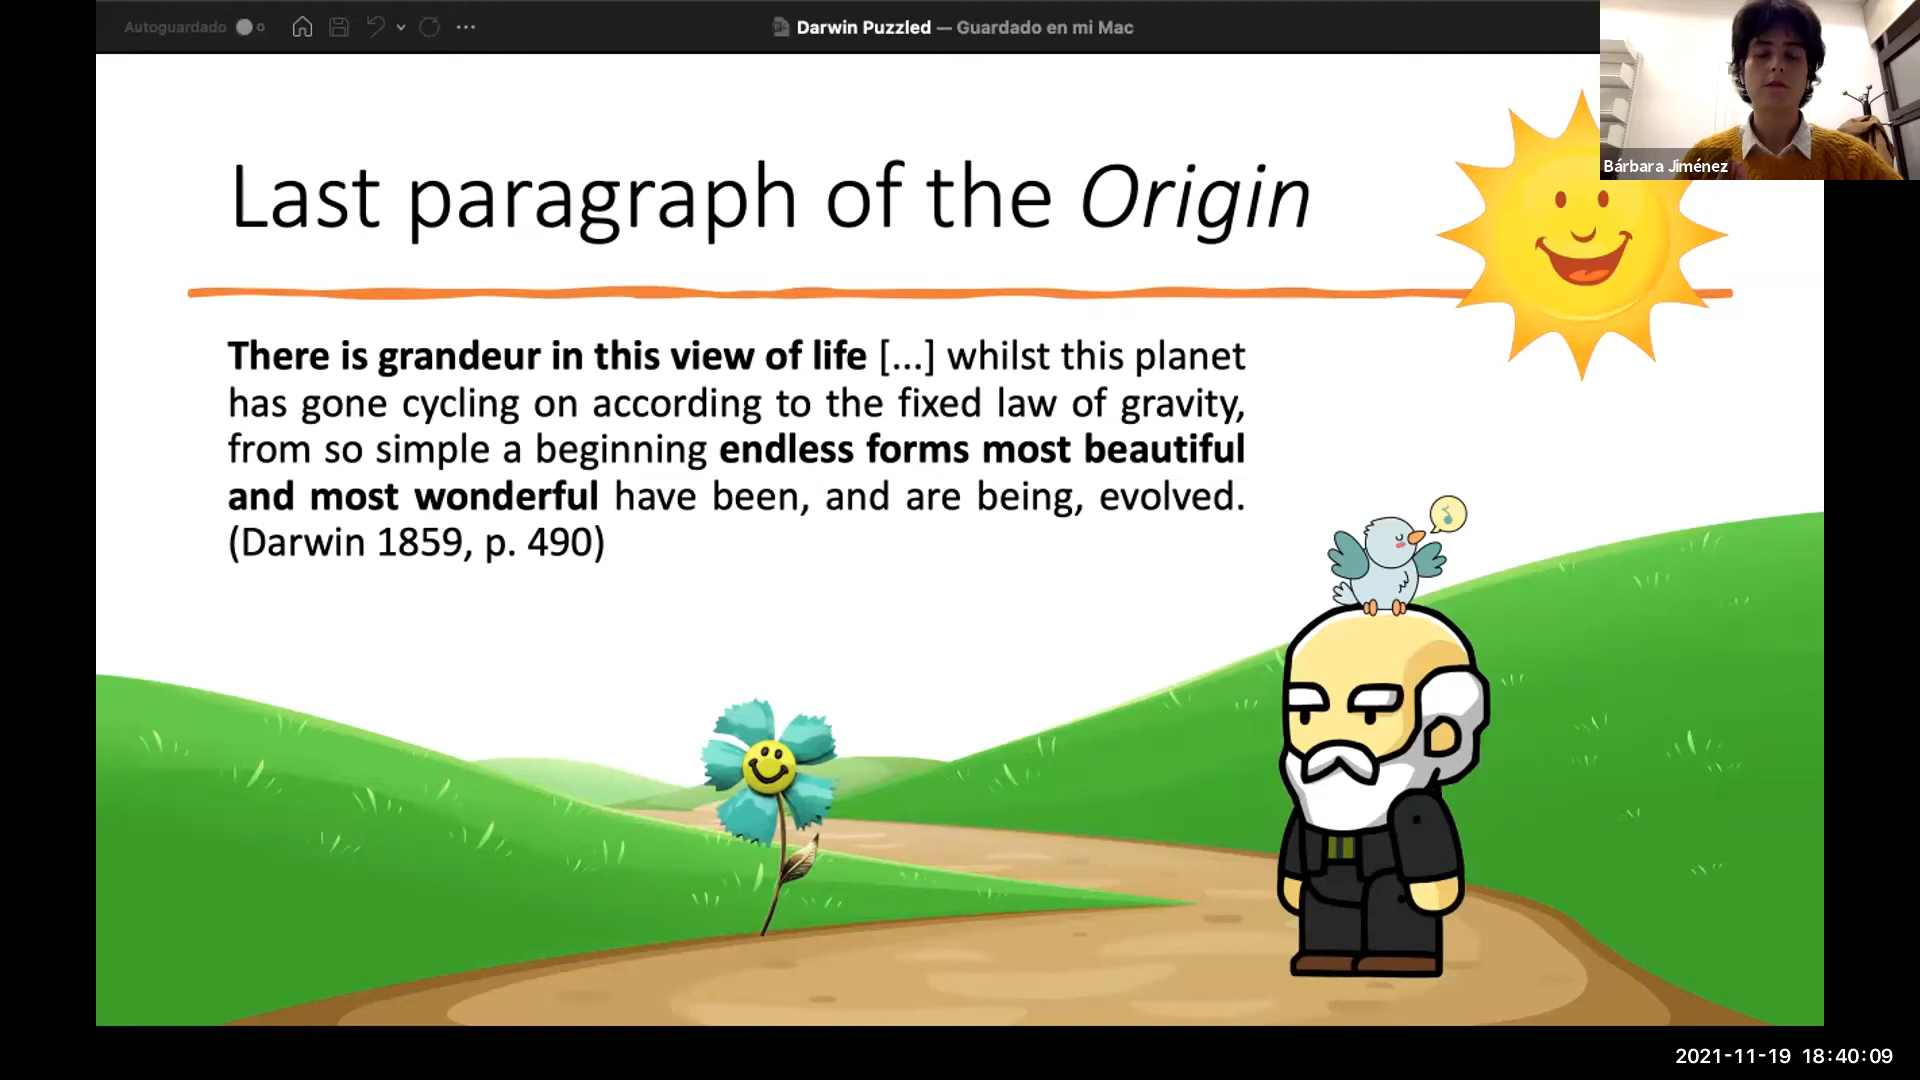 Autoguardado
Darwin Puzzled — Guardado en mi Mac
Bárbara Jiménez
Last paragraph of the Origin
There is grandeur in this view of life [...] whilst this planet
has gone cycling on according to the fixed law of gravity,
from so simple a beginning endless forms most beautiful
and most wonderful have been, and are being, evolved.
(Darwin 1859, p. 490)
2021-11-19 18:40:09